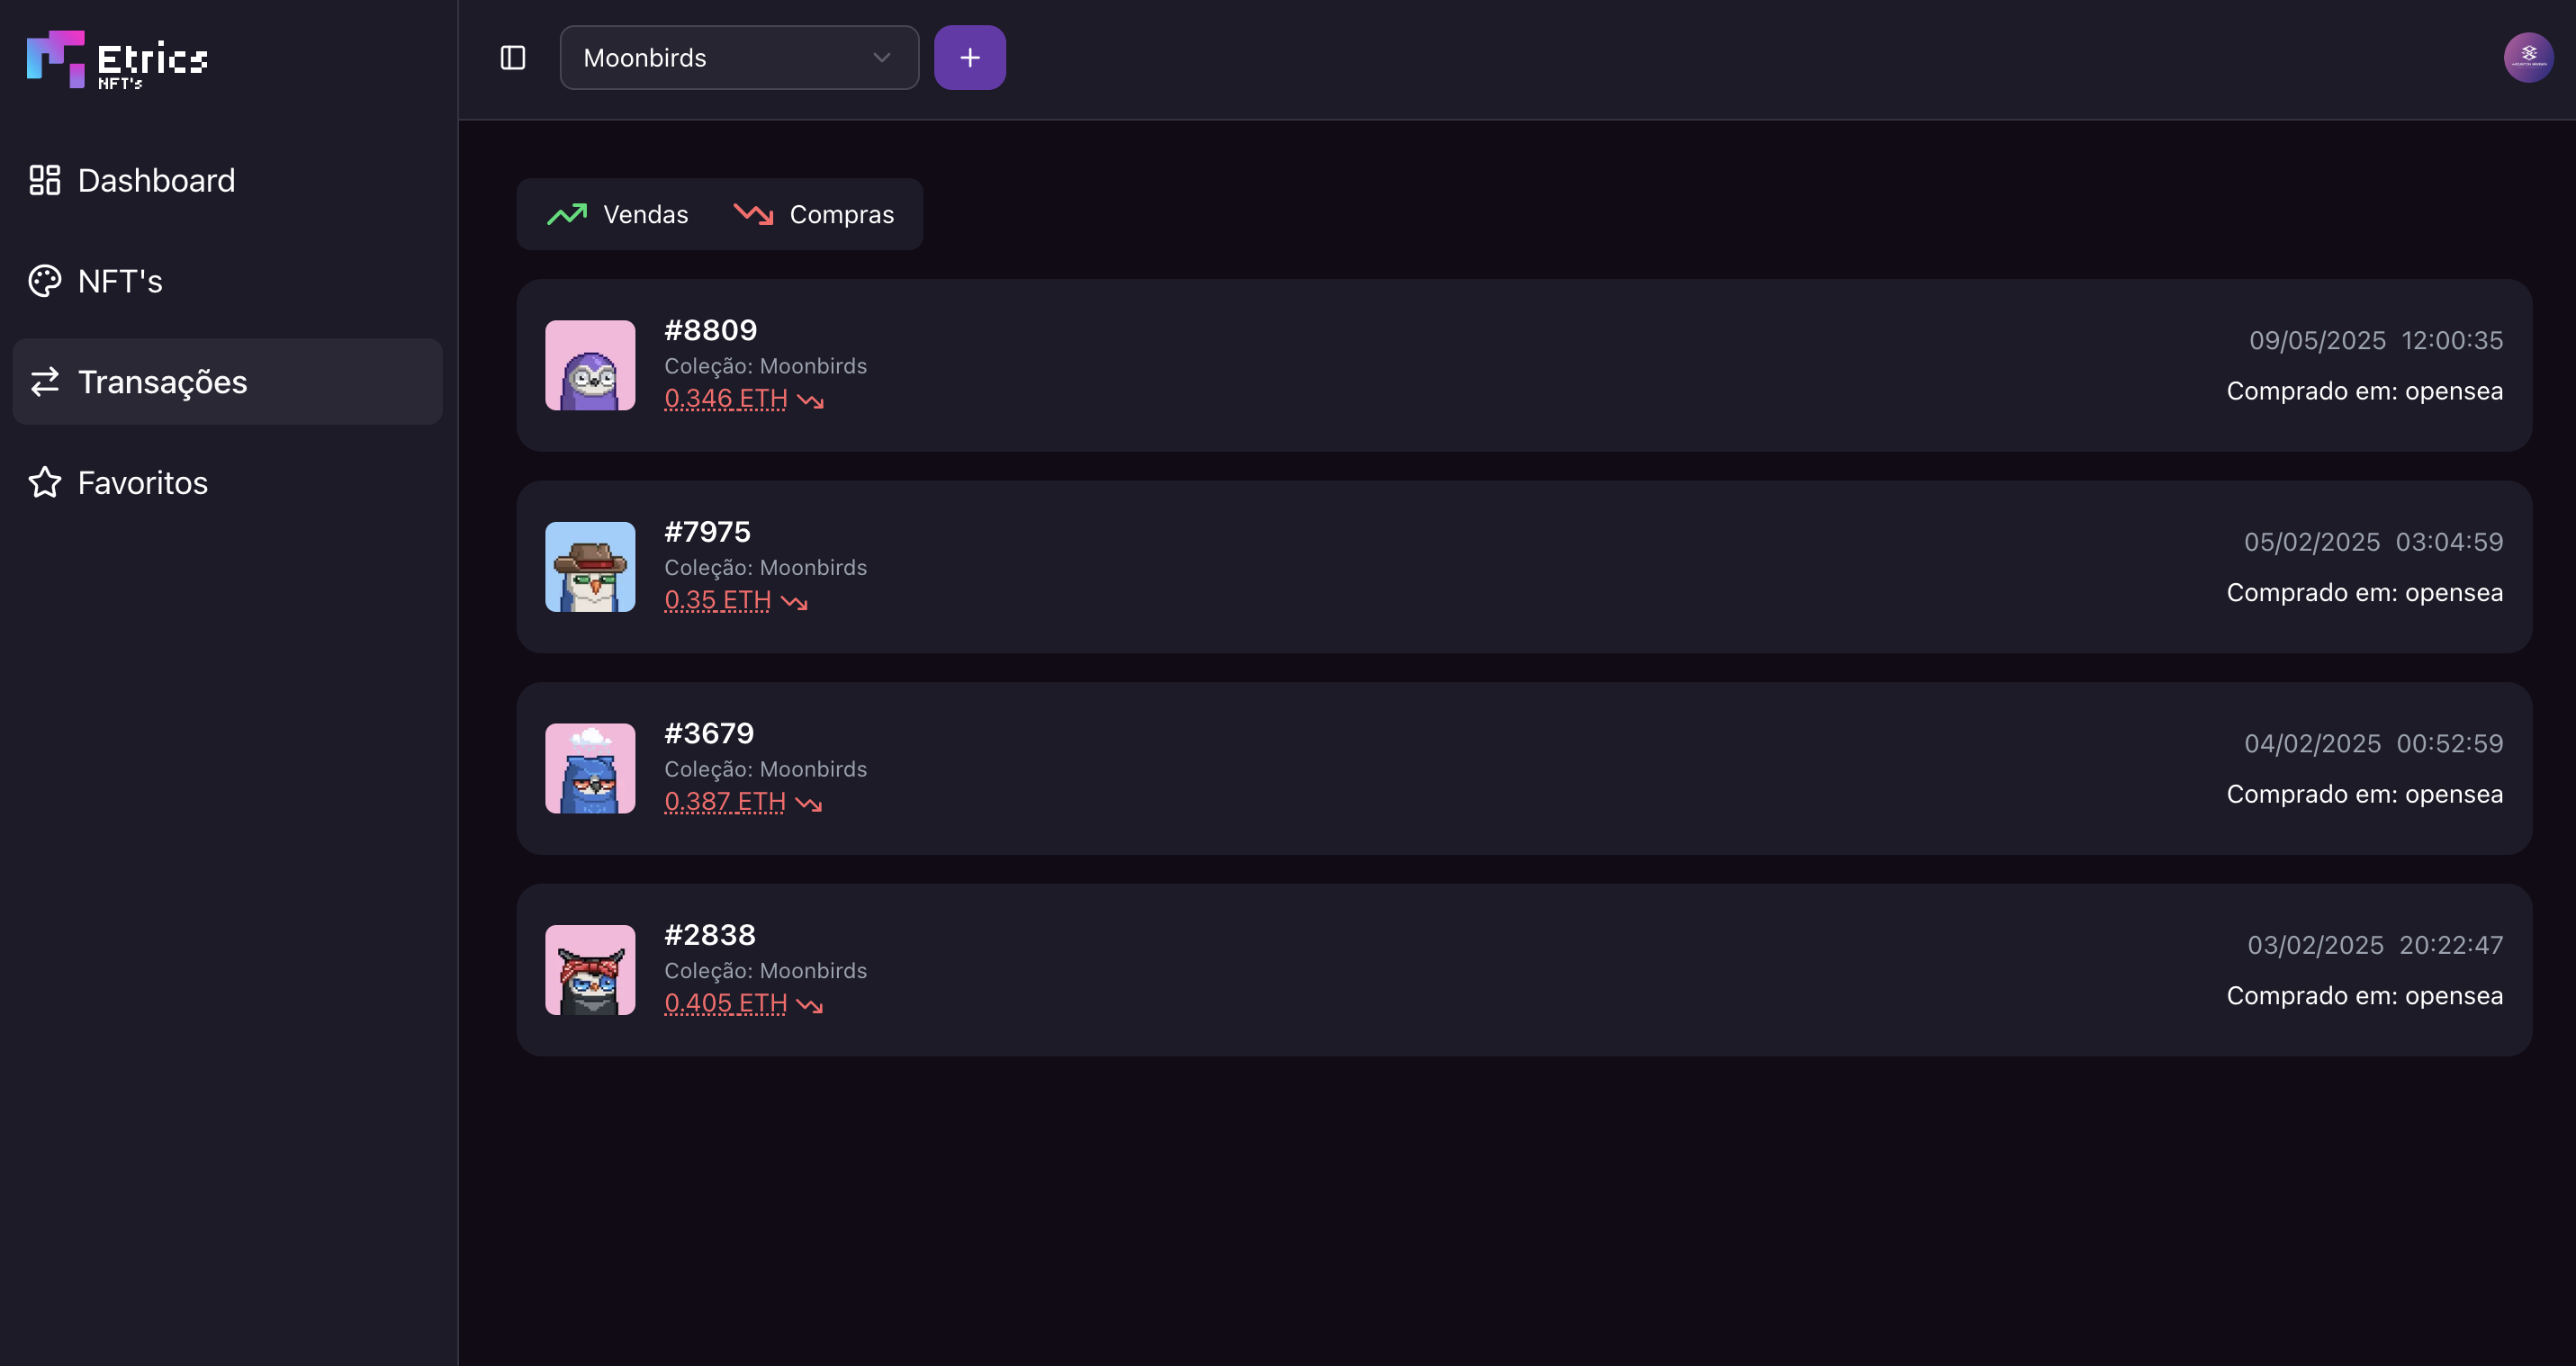 Etrics
NFT's
Dashboard
NFT's
Transações
Favoritos
Moonbirds
Vendas
Compras
#8809
Coleção: Moonbirds
0.346 ETH
09/05/2025 12:00:35
Comprado em: opensea
#7975
Coleção: Moonbirds
0.35 ETH
05/02/2025 03:04:59
Comprado em: opensea
#3679
Coleção: Moonbirds
0.387 ETH
04/02/2025 00:52:59
Comprado em: opensea
#2838
Coleção: Moonbirds
0.405 ETH
03/02/2025 20:22:47
Comprado em: opensea